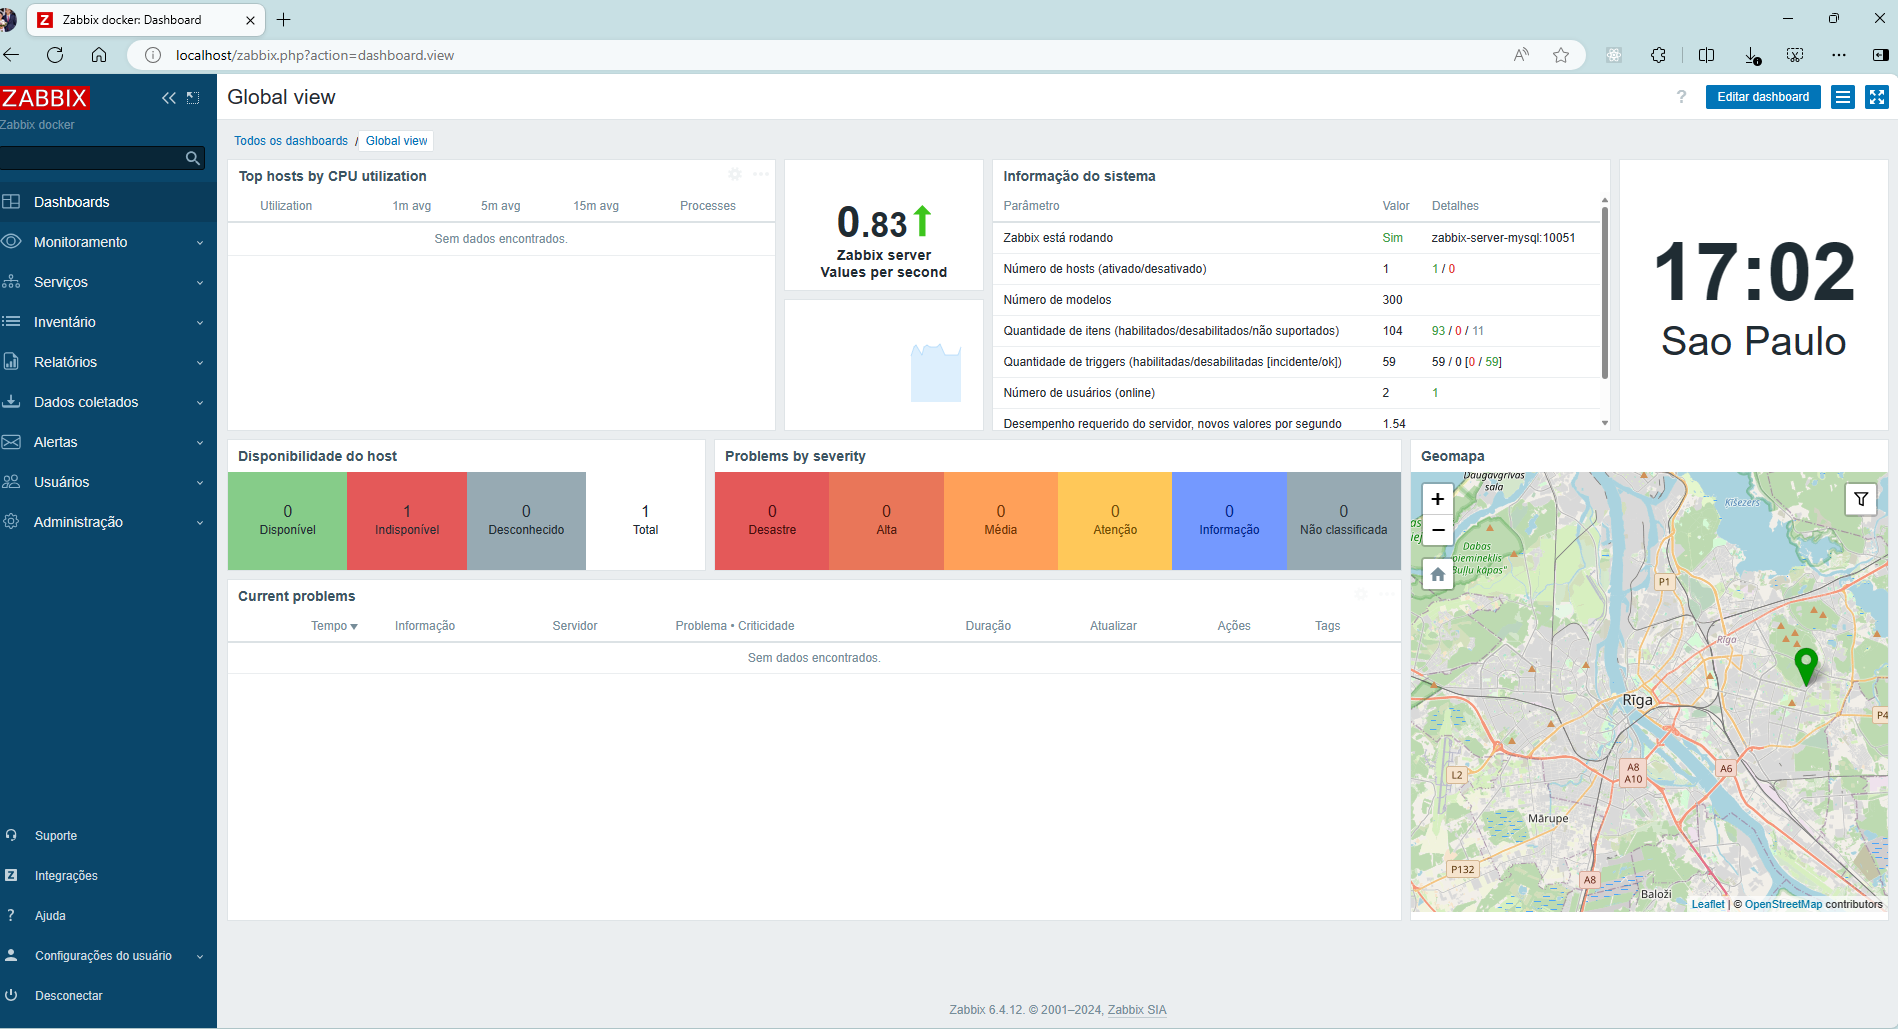 Zabbix docker: Dashboard
localhost/zabbix.php?action=dashboard.view
ZABBIX
Zabbix docker
Dashboards
Monitoramento
Serviços
Inventário
Relatórios
Dados coletados
Alertas
Usuários
Administração
Suporte
Integrações
Ajuda
Configurações do usuário
Desconectar
Global view
? Editar dashboard
Todos os dashboards / Global view
Top hosts by CPU utilization
Utilization 1m avg 5m avg 15m avg Processes
Sem dados encontrados.
0.83
Zabbix server
Values per second
Informação do sistema
Parâmetro Valor Detalhes
Zabbix está rodando Sim zabbix-server-mysql:10051
Número de hosts (ativado/desativado) 1 1 / 0
Número de modelos 300
Quantidade de itens (habilitados/desabilitados/não suportados) 104 93 / 0 / 11
Quantidade de triggers (habilitadas/desabilitadas [incidente/ok]) 59 59 / 0 [0 / 59]
Número de usuários (online) 2 1
Desempenho requerido do servidor, novos valores por segundo 1.54
17:02
Sao Paulo
Disponibilidade do host
0 1 0 1
Disponível Indisponível Desconhecido Total
Problems by severity
0 0 0 0 0 0
Desastre Alta Média Atenção Informação Não classificada
Current problems
Tempo Informação Servidor Problema • Criticidade Duração Atualizar Ações Tags
Sem dados encontrados.
Geomapa
+
−
Daugavgrīvas
sala
Ķīšezers
Dabas
piemineklis
"Buļļu kāpas"
P1
Rīga
Rīga
P4
A8
A10
A6
L2
Mārupe
P132
A8
Baloži
Leaflet | © OpenStreetMap contributors
Zabbix 6.4.12. © 2001–2024, Zabbix SIA